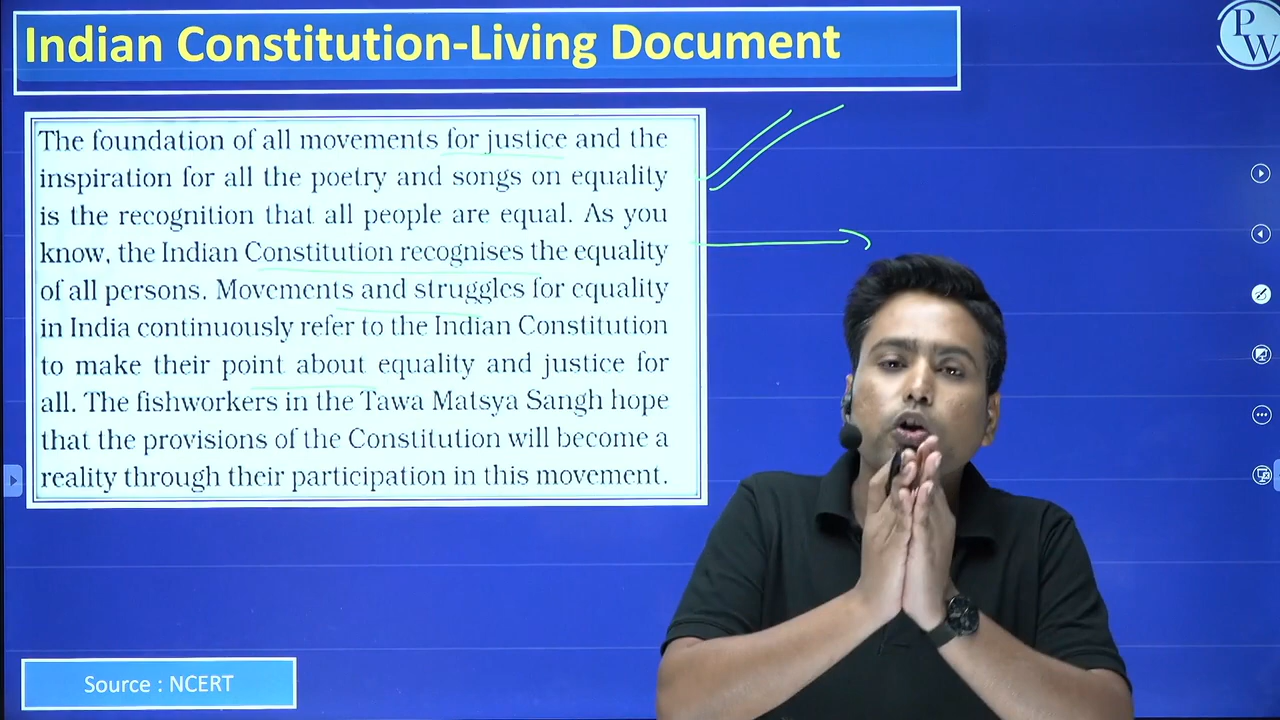 Indian Constitution-Living Document
PW
The foundation of all movements for justice and the
inspiration for all the poetry and songs on equality
is the recognition that all people are equal. As you
know, the Indian Constitution recognises the equality
of all persons. Movements and struggles for equality
in India continuously refer to the Indian Constitution
to make their point about equality and justice for
all. The fishworkers in the Tawa Matsya Sangh hope
that the provisions of the Constitution will become a
reality through their participation in this movement.
Source : NCERT